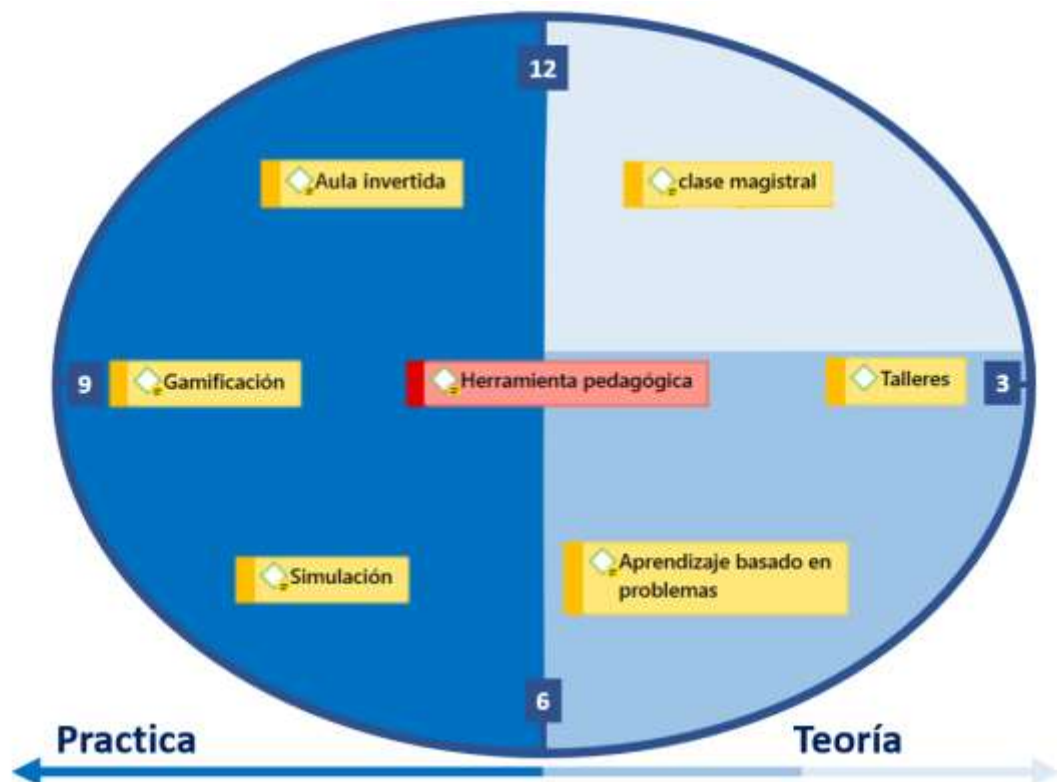 12
Aula invertida
clase magistral
9
Gamificación
Herramienta pedagógica
Talleres
3
Simulación
Aprendizaje basado en
problemas
6
Practica
Teoría